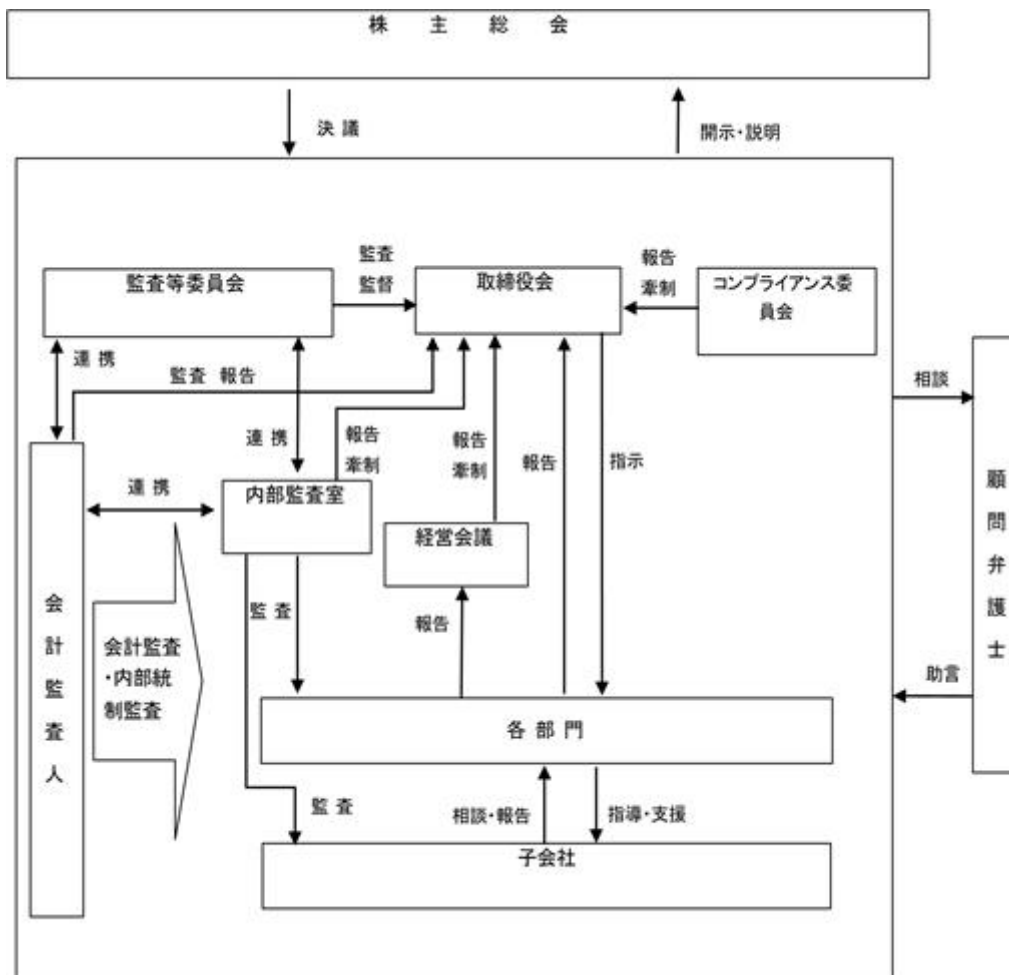 株 主 総 会
決 議
開示・説明
監査等委員会
監査
監督
取締役会
報告
牽制
コンプライアンス委
員会
連 携
監査 報告
相談
連 携
報告
牽制
報告
牽制
報告
指示
連 携
内部監査室
経営会議
顧問弁護士
会計監査人
監 査
報告
会計監査
・内部統
制監査
助言
各 部 門
監 査
相談・報告
指導・支援
子会社